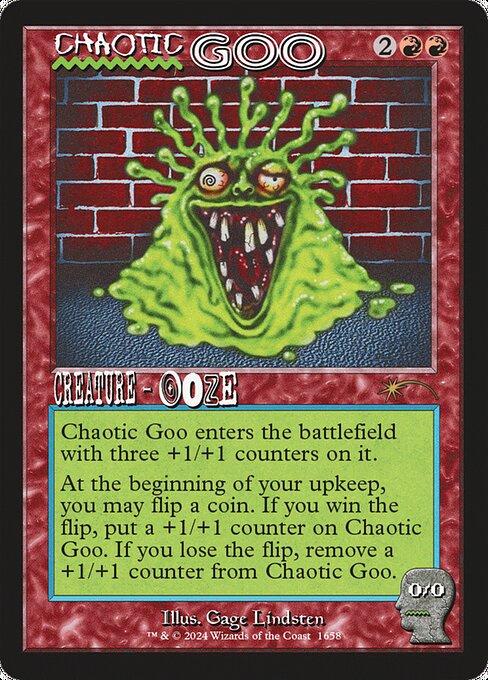 CHAOTIC GOO 2
CREATURE - OOZE
Chaotic Goo enters the battlefield
with three +1/+1 counters on it.
At the beginning of your upkeep,
you may flip a coin. If you win the
flip, put a +1/+1 counter on Chaotic
Goo. If you lose the flip, remove a
+1/+1 counter from Chaotic Goo.
0/0
Illus. Gage Lindsten
™ & © 2024 Wizards of the Coast 1658